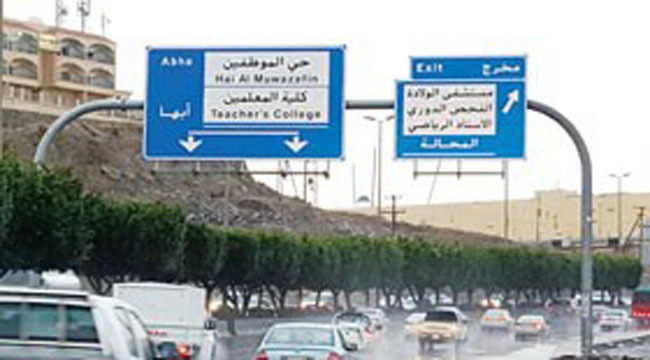 Abha
أبها
حي الموظفين
Hai Al Muwazafin
كلية المعلمين
Teacher's College
Exit مخرج
مستشفى الولادة
الفحص الدوري
الاستاد الرياضي
المحالة